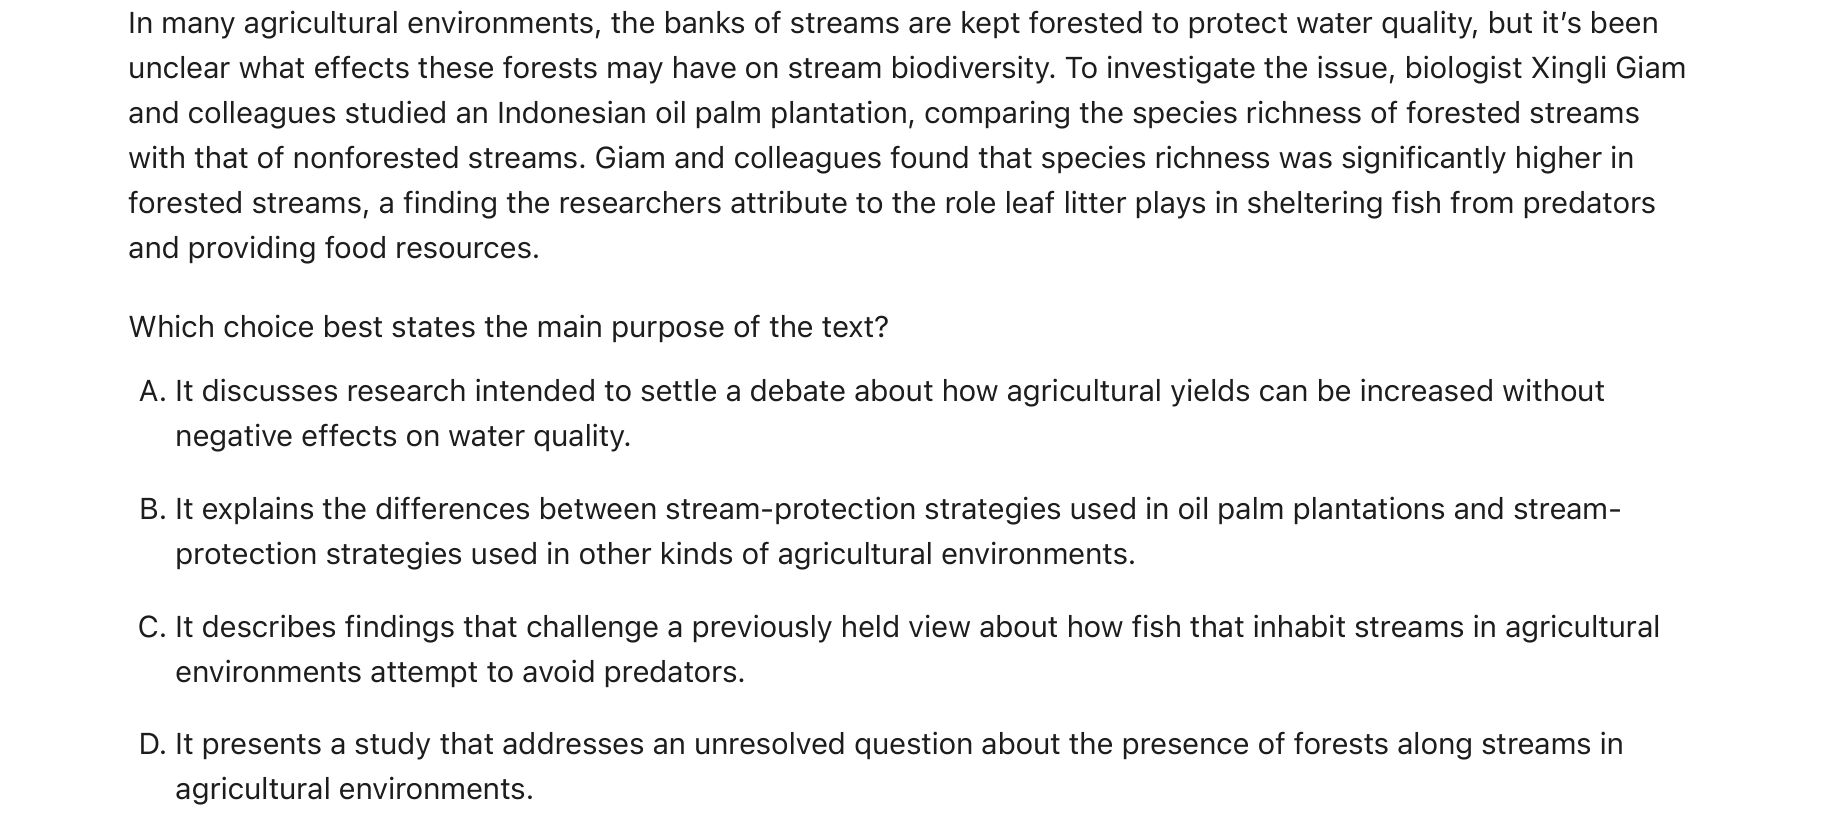 In many agricultural environments, the banks of streams are kept forested to protect water quality, but it’s been
unclear what effects these forests may have on stream biodiversity. To investigate the issue, biologist Xingli Giam
and colleagues studied an Indonesian oil palm plantation, comparing the species richness of forested streams
with that of nonforested streams. Giam and colleagues found that species richness was significantly higher in
forested streams, a finding the researchers attribute to the role leaf litter plays in sheltering fish from predators
and providing food resources.
Which choice best states the main purpose of the text?
A. It discusses research intended to settle a debate about how agricultural yields can be increased without
negative effects on water quality.
B. It explains the differences between stream-protection strategies used in oil palm plantations and stream-
protection strategies used in other kinds of agricultural environments.
C. It describes findings that challenge a previously held view about how fish that inhabit streams in agricultural
environments attempt to avoid predators.
D. It presents a study that addresses an unresolved question about the presence of forests along streams in
agricultural environments.